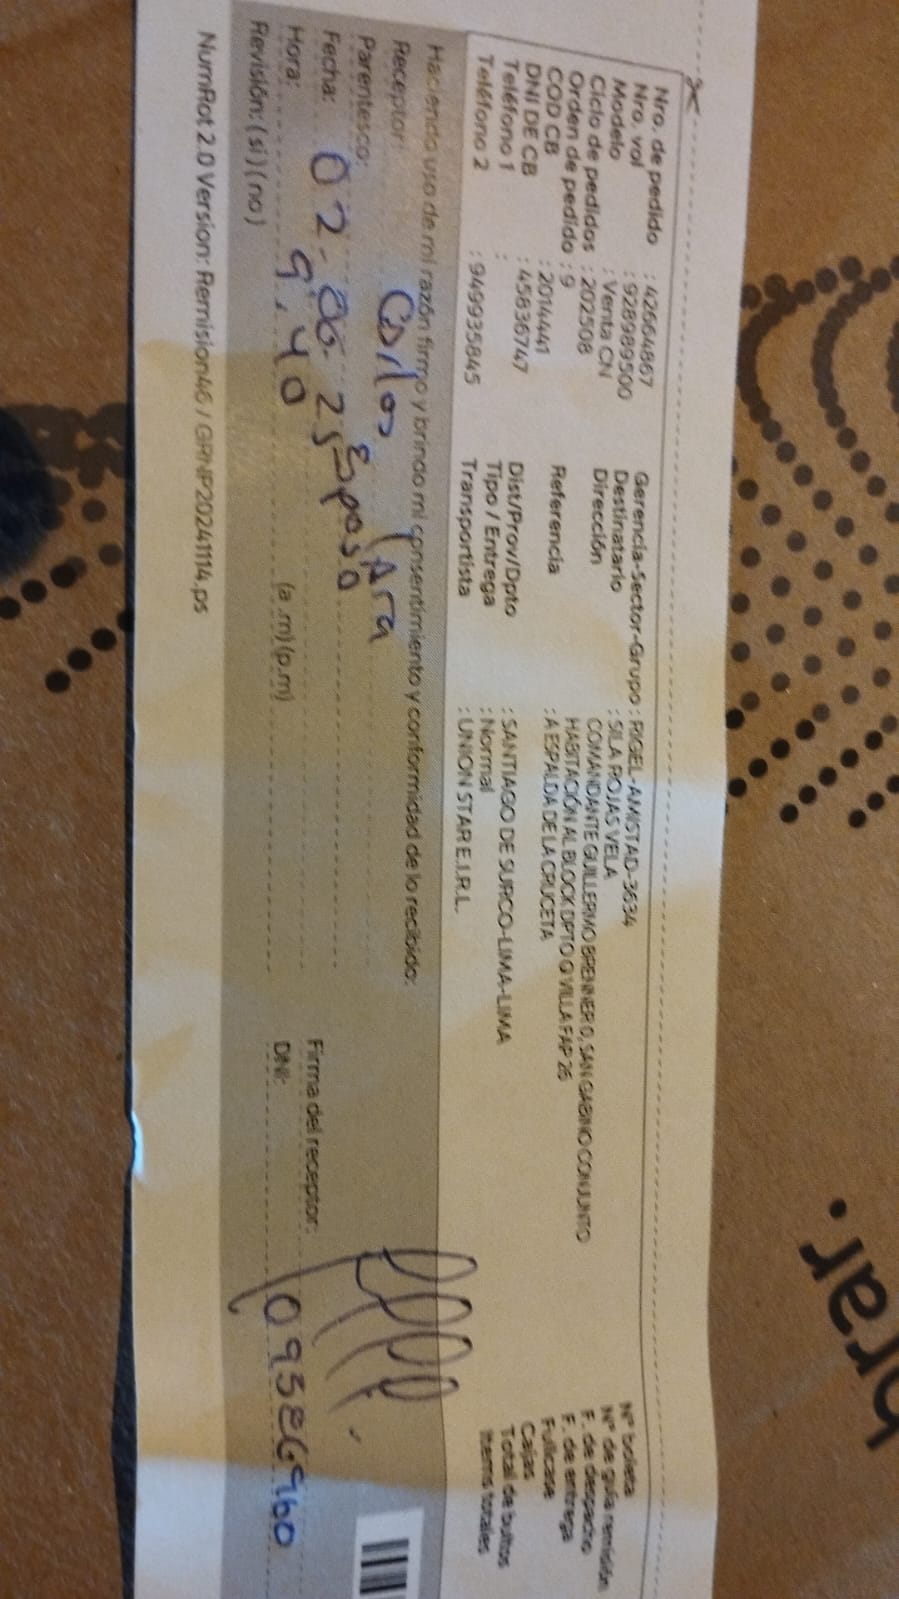 Nro. de pedido : 42664867
Nro. vol : 928989500
Modelo : Venta CN
Ciclo de pedidos : 202508
Orden de pedido : 9
COD CB : 2014441
DNI DE CB : 45836747
Teléfono 1 :
Teléfono 2 : 949935845
Gerencia-Sector-Grupo : RIGEL-AMISTAD-3634
Destinatario : SILA ROJAS VELA
Dirección COMANDANTE GUILLERMO BRENNER 0, SAN GABINO CONJUNTO
HABITACIÓN AL BLOCK DPTO G VILLA FAP 26
Referencia : A ESPALDA DE LA CRUCETA
Dist/Prov/Dpto : SANTIAGO DE SURCO-LIMA-LIMA
Tipo / Entrega : Normal
Transportista : UNION STAR E.I.R.L.
N° boleta
N° de guía remisión
F. de despacho
F. de entrega
Fullcase
Cajas
Total de bultos
Items totales
Haciendo uso de mi razón firmo y brindo mi consentimiento y conformidad de lo recibido:
Receptor: Carlos Lara
Parentesco: Esposo
Fecha: 02-06-25
Hora: 9:40 (a.m) (p.m)
Revisión: (si) (no)
Firma del receptor:
DNI:
NumRot 2.0 Version: Remision46 / GRNP20241114.ps
rar.